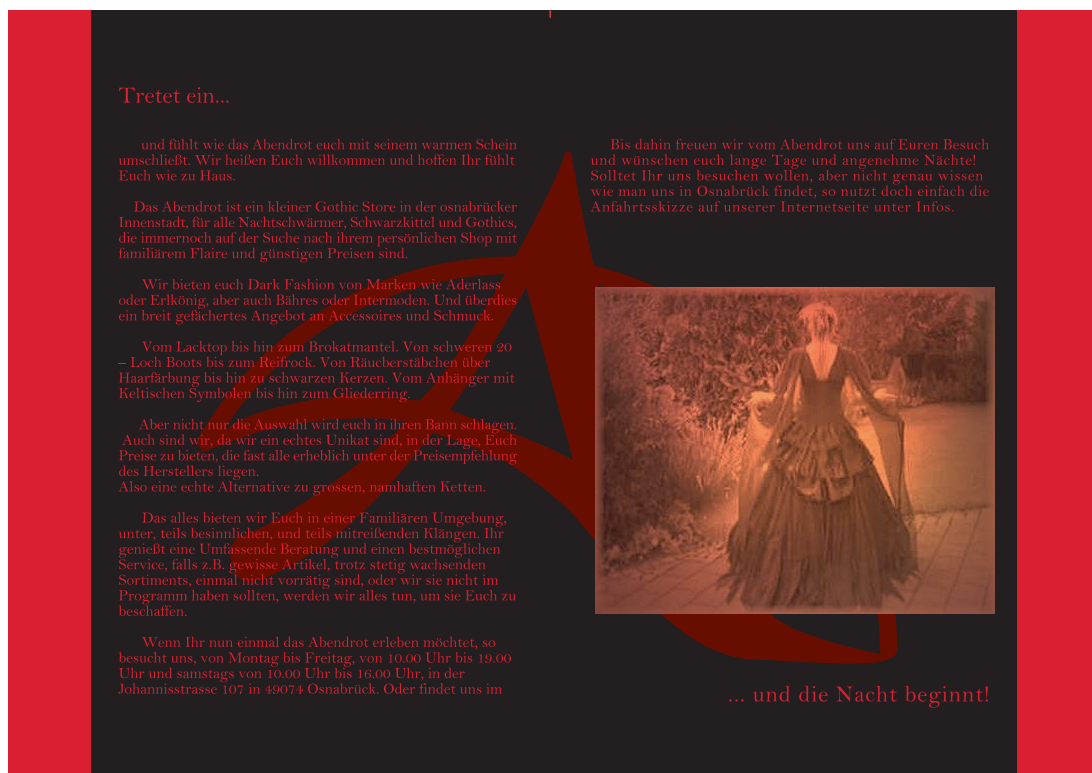 Tretet ein...
und fühlt wie das Abendrot euch mit seinem warmen Schein
umschließt. Wir heißen Euch willkommen und hoffen Ihr fühlt
Euch wie zu Haus.
Das Abendrot ist ein kleiner Gothic Store in der osnabrücker
Innenstadt, für alle Nachtschwärmer, Schwarzkittel und Gothics,
die immernoch auf der Suche nach ihrem persönlichen Shop mit
familiärem Flaire und günstigen Preisen sind.
Wir bieten euch Dark Fashion von Marken wie Aderlass
oder Erlkönig, aber auch Bähres oder Intermoden. Und überdies
ein breit gefächertes Angebot an Accessoires und Schmuck.
Vom Lacktop bis hin zum Brokatmantel. Von schweren 20
– Loch Boots bis zum Reifrock. Von Räucberstäbchen über
Haarfärbung bis hin zu schwarzen Kerzen. Vom Anhänger mit
Keltischen Symbolen bis hin zum Gliederring.
Aber nicht nur die Auswahl wird euch in ihren Bann schlagen.
Auch sind wir, da wir ein echtes Unikat sind, in der Lage, Euch
Preise zu bieten, die fast alle erheblich unter der Preisempfehlung
des Herstellers liegen.
Also eine echte Alternative zu grossen, namhaften Ketten.
Das alles bieten wir Euch in einer Familiären Umgebung,
unter, teils besinnlichen, und teils mitreißenden Klängen. Ihr
genießt eine Umfassende Beratung und einen bestmöglichen
Service, falls z.B. gewisse Artikel, trotz stetig wachsenden
Sortiments, einmal nicht vorrätig sind, oder wir sie nicht im
Programm haben sollten, werden wir alles tun, um sie Euch zu
beschaffen.
Wenn Ihr nun einmal das Abendrot erleben möchtet, so
besucht uns, von Montag bis Freitag, von 10.00 Uhr bis 19.00
Uhr und samstags von 10.00 Uhr bis 16.00 Uhr, in der
Johannisstrasse 107 in 49074 Osnabrück. Oder findet uns im
Bis dahin freuen wir vom Abendrot uns auf Euren Besuch
und wünschen euch lange Tage und angenehme Nächte!
Solltet Ihr uns besuchen wollen, aber nicht genau wissen
wie man uns in Osnabrück findet, so nutzt doch einfach die
Anfahrtsskizze auf unserer Internetseite unter Infos.
... und die Nacht beginnt!